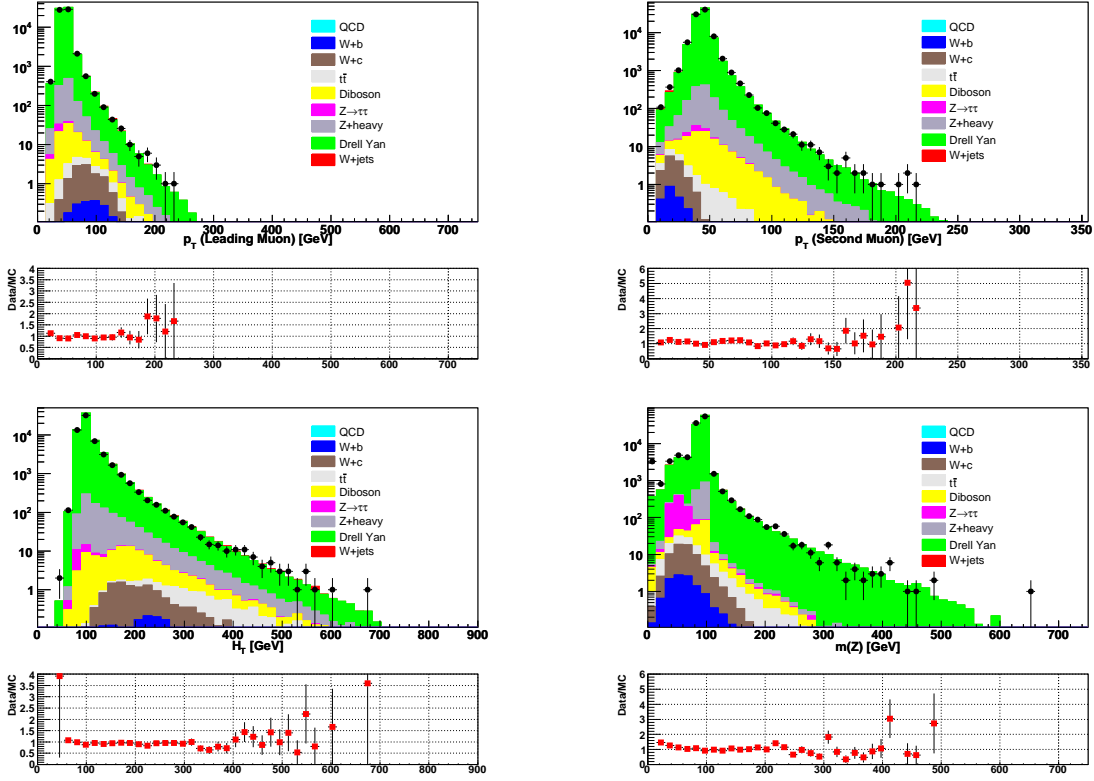 10⁴
10³
10²
10
1
QCD
W+b
W+c
tt̄
Diboson
Z→ττ
Z+heavy
Drell Yan
W+jets
0 100 200 300 400 500 600 700
p_T (Leading Muon) [GeV]
Data/MC
4
3.5
3
2.5
2
1.5
1
0.5
0
0 100 200 300 400 500 600 700
10⁴
10³
10²
10
1
QCD
W+b
W+c
tt̄
Diboson
Z→ττ
Z+heavy
Drell Yan
W+jets
0 50 100 150 200 250 300 350
p_T (Second Muon) [GeV]
Data/MC
6
5
4
3
2
1
0
0 50 100 150 200 250 300 350
10⁴
10³
10²
10
1
QCD
W+b
W+c
tt̄
Diboson
Z→ττ
Z+heavy
Drell Yan
W+jets
0 100 200 300 400 500 600 700 800 900
H_T [GeV]
Data/MC
4
3.5
3
2.5
2
1.5
1
0.5
0
0 100 200 300 400 500 600 700 800 900
10⁴
10³
10²
10
1
QCD
W+b
W+c
tt̄
Diboson
Z→ττ
Z+heavy
Drell Yan
W+jets
0 100 200 300 400 500 600 700
m(Z) [GeV]
Data/MC
6
5
4
3
2
1
0
0 100 200 300 400 500 600 700